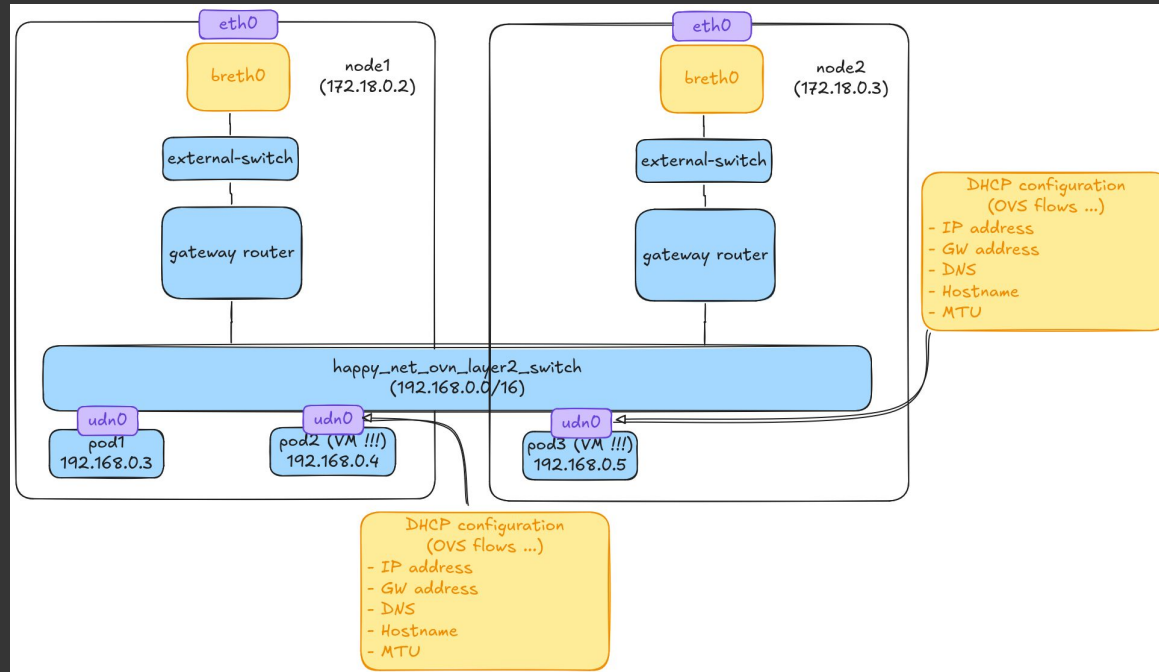 eth0
breth0
node1
(172.18.0.2)
external-switch
gateway router
eth0
breth0
node2
(172.18.0.3)
external-switch
gateway router
DHCP configuration
(OVS flows ...)
- IP address
- GW address
- DNS
- Hostname
- MTU
happy_net_ovn_layer2_switch
(192.168.0.0/16)
udn0
pod1
192.168.0.3
udn0
pod2 (VM !!!)
192.168.0.4
udn0
pod3 (VM !!!)
192.168.0.5
DHCP configuration
(OVS flows ...)
- IP address
- GW address
- DNS
- Hostname
- MTU